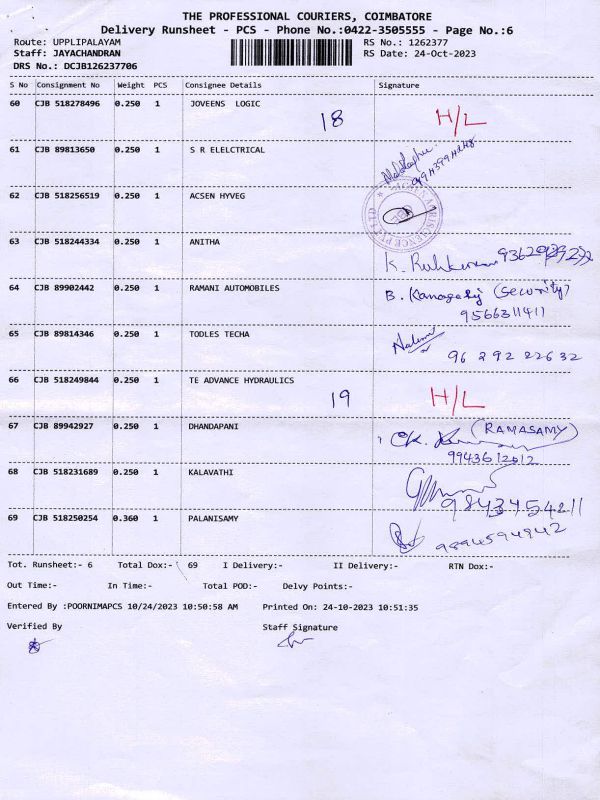 THE PROFESSIONAL COURIERS, COIMBATORE
Delivery Runsheet - PCS - Phone No.:0422-3505555 - Page No.:6
Route: UPPLIPALAYAM RS No.: 1262377
Staff: JAYACHANDRAN RS Date: 24-Oct-2023
DRS No.: DCJB126237706
S No Consignment No Weight PCS Consignee Details Signature
60 CJB 518278496 0.250 1 JOVEENS LOGIC 18 H/L
61 CJB 89813650 0.250 1 S R ELELCTRICAL
62 CJB 518256519 0.250 1 ACSEN HYVEG
63 CJB 518244334 0.250 1 ANITHA K.
64 CJB 89902442 0.250 1 RAMANI AUTOMOBILES B. (Security)
9566311411
65 CJB 89814346 0.250 1 TODLES TECHA
96 292 22632
66 CJB 518249844 0.250 1 TE ADVANCE HYDRAULICS 19 H/L
67 CJB 89942927 0.250 1 DHANDAPANI CK. (RAMASAMY)
9943612612
68 CJB 518231689 0.250 1 KALAVATHI
9843754211
69 CJB 518250254 0.360 1 PALANISAMY 9894594942
Tot. Runsheet:- 6 Total Dox:- 69 I Delivery:- II Delivery:- RTN Dox:-
Out Time:- In Time:- Total POD:- Delvy Points:-
Entered By :POORNIMAPCS 10/24/2023 10:50:58 AM Printed On: 24-10-2023 10:51:35
Verified By Staff Signature